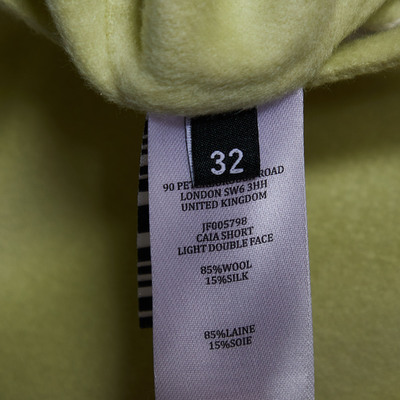 32
90 PETERBOROUGH ROAD
LONDON SW6 3HH
UNITED KINGDOM
JF005798
CAIA SHORT
LIGHT DOUBLE FACE
85%WOOL
15%SILK
85%LAINE
15%SOIE